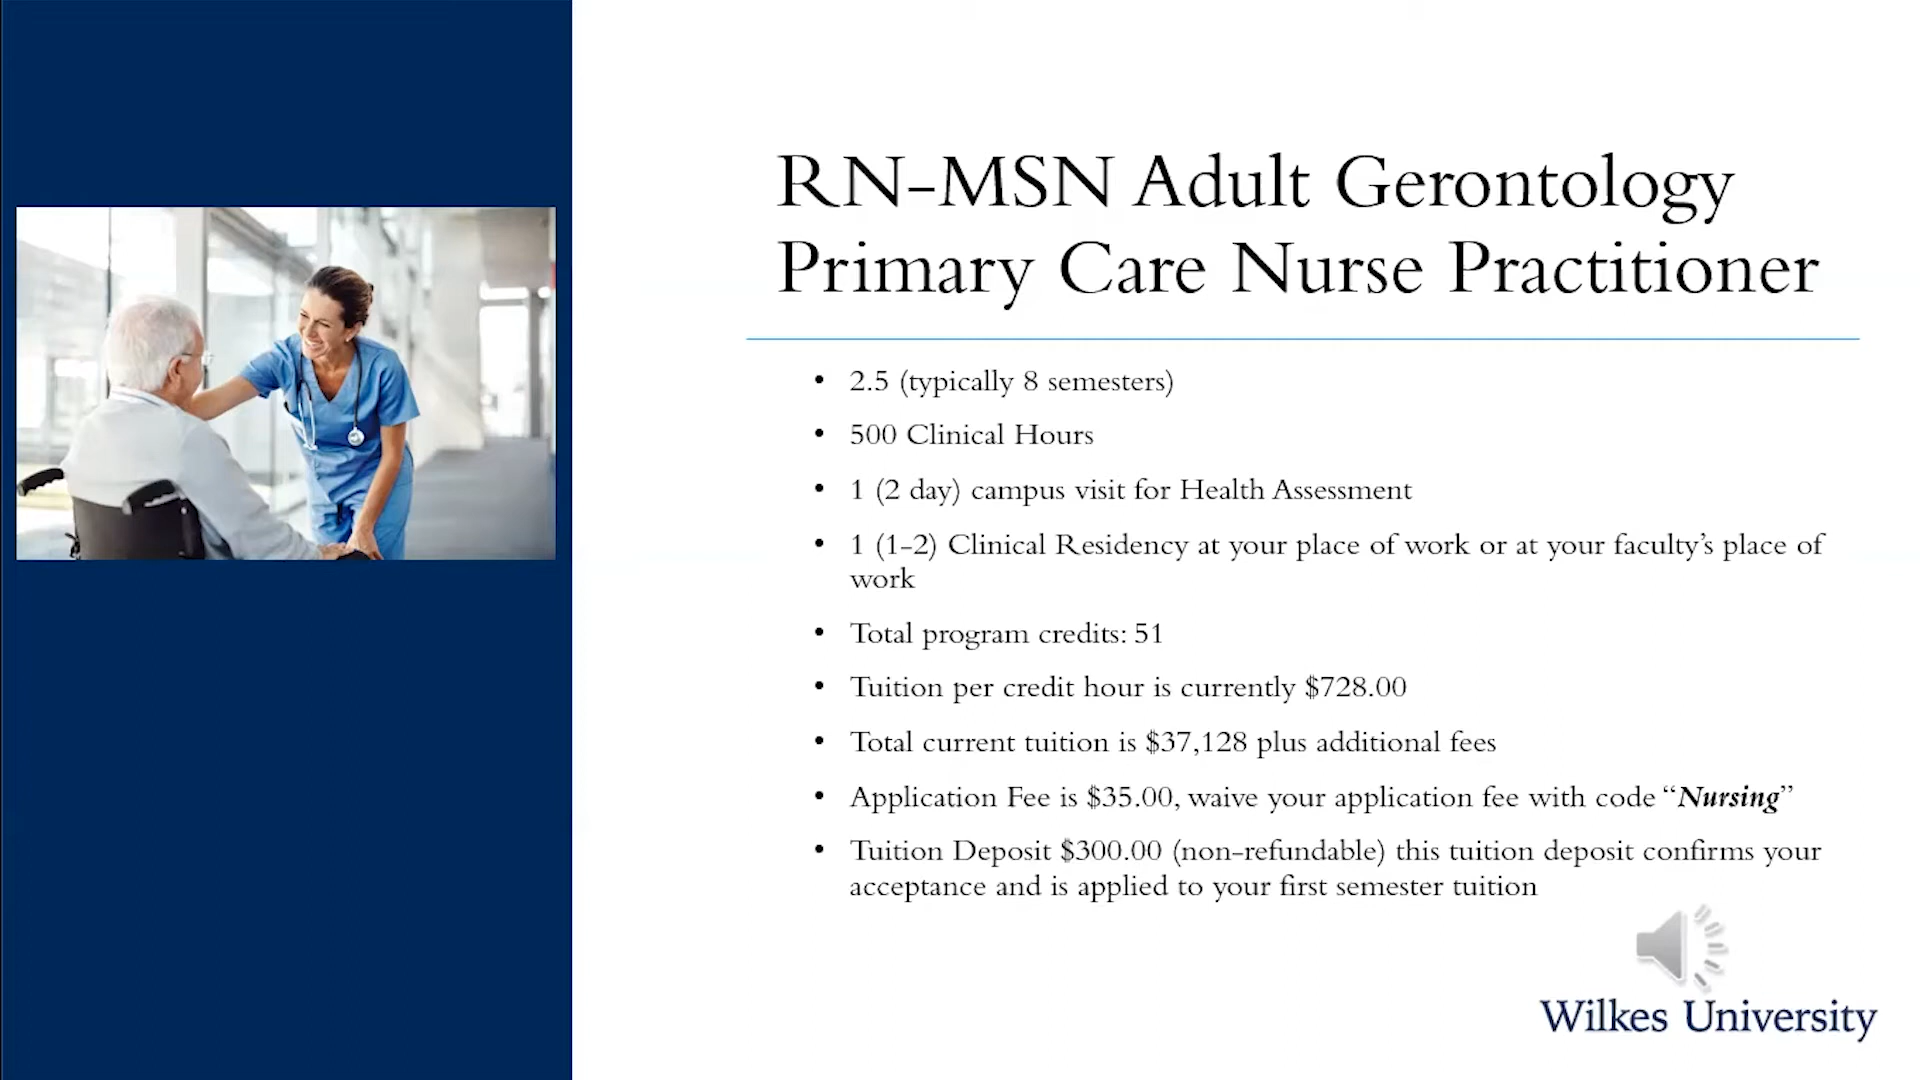 RN-MSN Adult Gerontology
Primary Care Nurse Practitioner
• 2.5 (typically 8 semesters)
• 500 Clinical Hours
• 1 (2 day) campus visit for Health Assessment
• 1 (1-2) Clinical Residency at your place of work or at your faculty’s place of
work
• Total program credits: 51
• Tuition per credit hour is currently $728.00
• Total current tuition is $37,128 plus additional fees
• Application Fee is $35.00, waive your application fee with code “Nursing”
• Tuition Deposit $300.00 (non-refundable) this tuition deposit confirms your
acceptance and is applied to your first semester tuition
Wilkes University